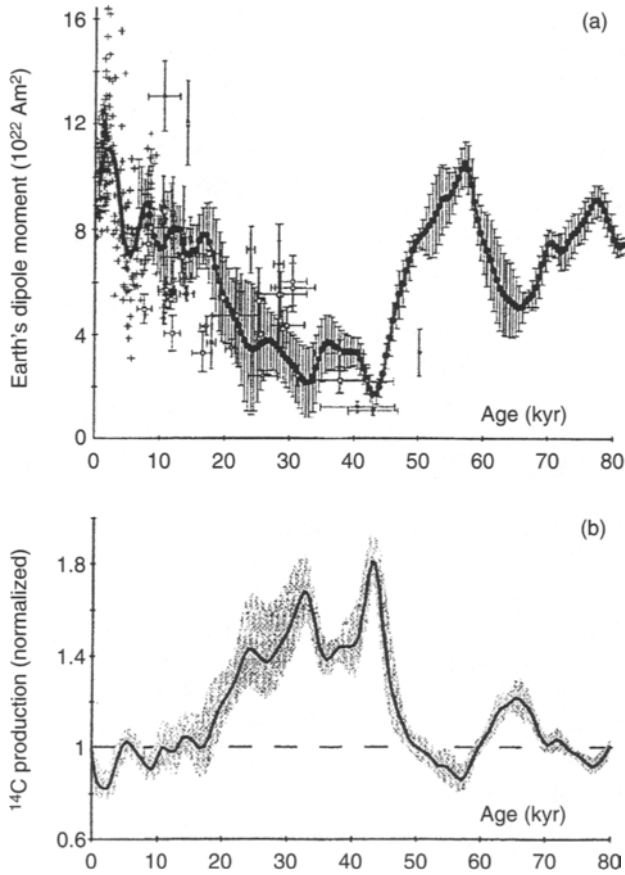 (a)
Earth's dipole moment (10²² Am²)
16
12
8
4
0
Age (kyr)
0 10 20 30 40 50 60 70 80
(b)
¹⁴C production (normalized)
1.8
1.4
1
0.6
Age (kyr)
0 10 20 30 40 50 60 70 80